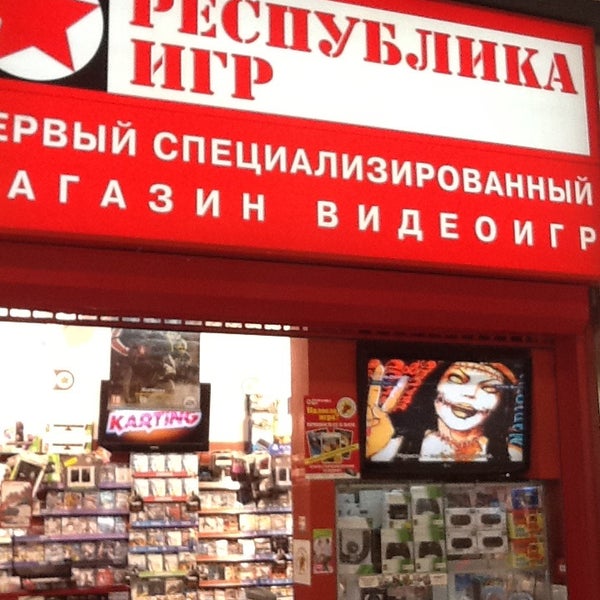 РЕСПУБЛИКА
ИГР
ЕРВЫЙ СПЕЦИАЛИЗИРОВАННЫЙ
АГАЗИН ВИДЕОИГР
KARTING